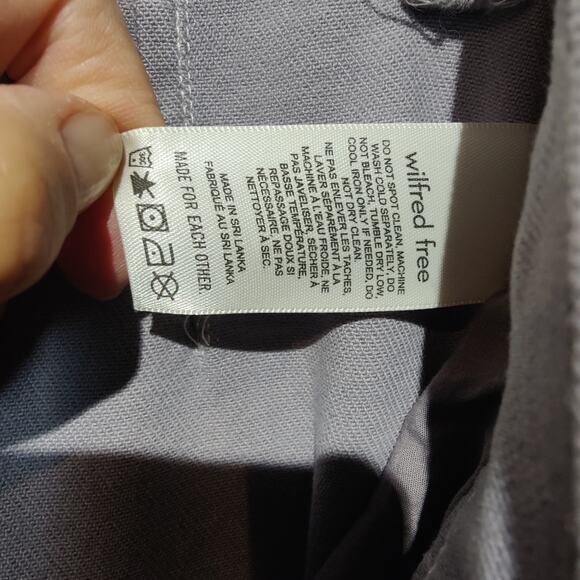 wilfred free
DO NOT SPOT CLEAN, MACHINE
WASH COLD SEPARATELY, DO
NOT BLEACH, TUMBLE DRY LOW,
COOL IRON ONLY IF NEEDED, DO
NOT DRY CLEAN.
NE PAS ENLEVER LES TACHES,
LAVER SÉPARÉMENT À LA
MACHINE À L'EAU FROIDE, NE
PAS JAVELISER, SÉCHER À
BASSE TEMPÉRATURE,
REPASSAGE DOUX SI
NÉCESSAIRE, NE PAS
NETTOYER À SEC.
MADE IN SRI LANKA
FABRIQUÉ AU SRI LANKA
MADE FOR EACH OTHER
30C